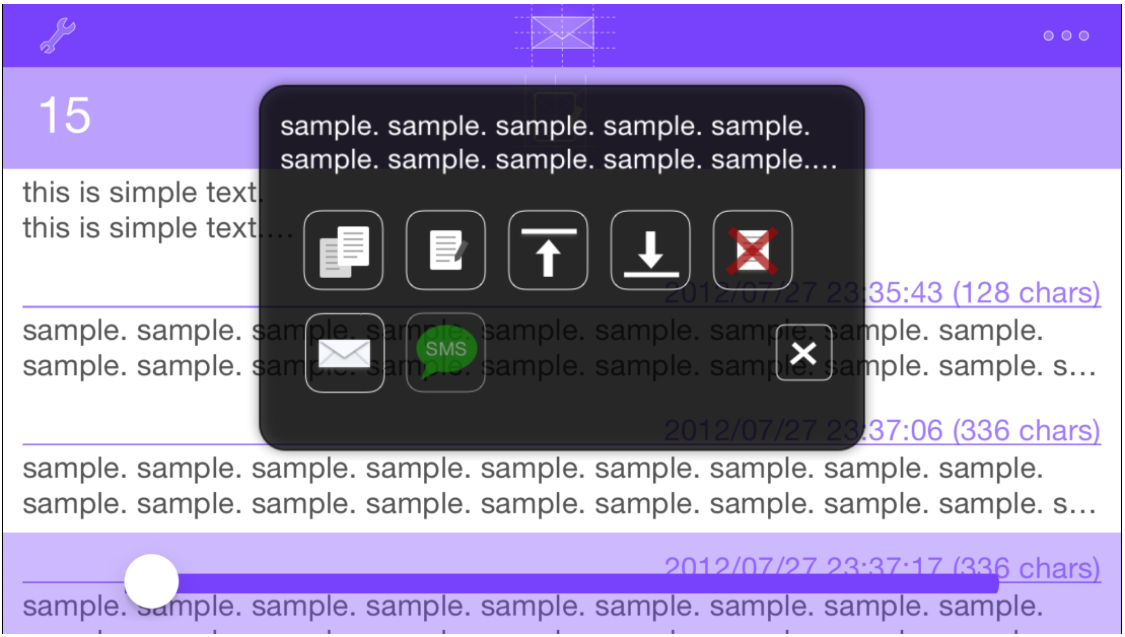 15
sample. sample. sample. sample. sample.
sample. sample. sample. sample. sample....
this is simple text.
this is simple text....
2012/07/27 23:35:43 (128 chars)
sample. sample. sample. sample. sample. sample. sample. sample. sample.
sample. sample. sample. sample. sample. sample. sample. sample. sample. s...
SMS
2012/07/27 23:37:06 (336 chars)
sample. sample. sample. sample. sample. sample. sample. sample. sample.
sample. sample. sample. sample. sample. sample. sample. sample. sample. s...
2012/07/27 23:37:17 (336 chars)
sample. sample. sample. sample. sample. sample. sample. sample. sample.